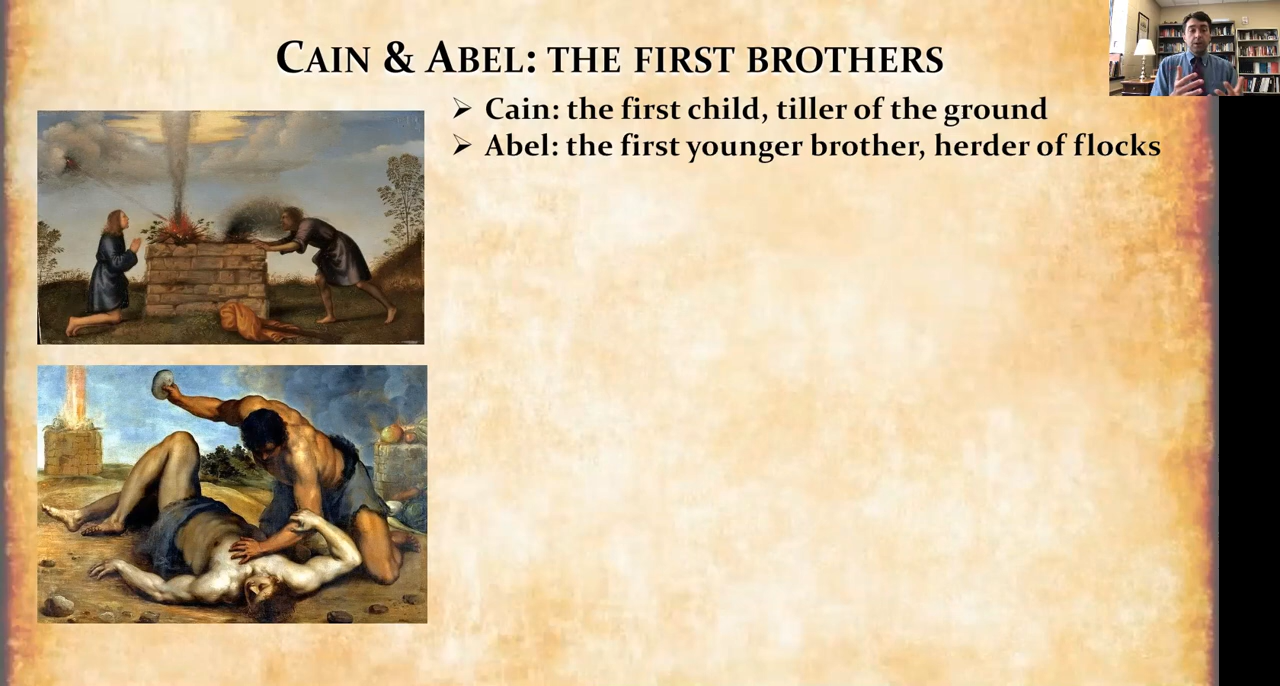 CAIN & ABEL: THE FIRST BROTHERS
➢ Cain: the first child, tiller of the ground
➢ Abel: the first younger brother, herder of flocks